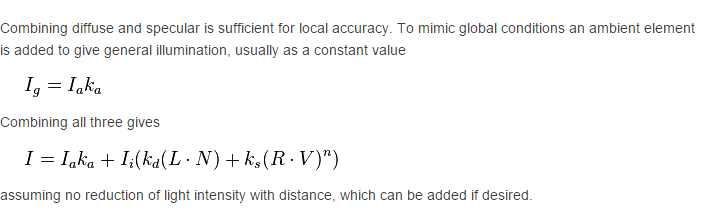 Combining diffuse and specular is sufficient for local accuracy. To mimic global conditions an ambient element
is added to give general illumination, usually as a constant value
I_g = I_a k_a
Combining all three gives
I = I_a k_a + I_i(k_d(L · N) + k_s(R · V)^n)
assuming no reduction of light intensity with distance, which can be added if desired.